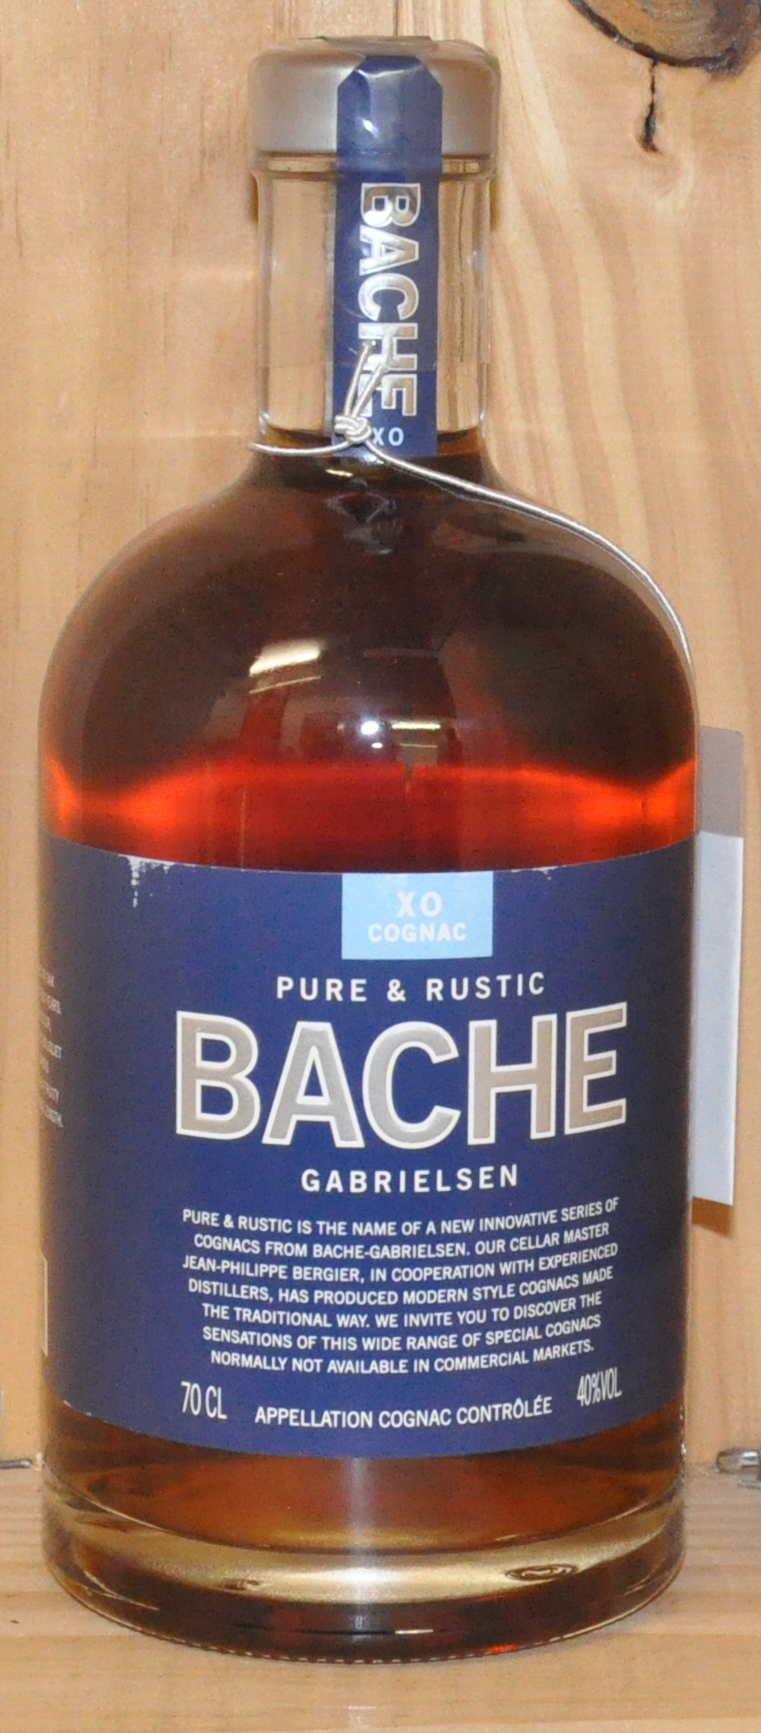 BACHE
XO
XO
COGNAC
PURE & RUSTIC
BACHE
GABRIELSEN
PURE & RUSTIC IS THE NAME OF A NEW INNOVATIVE SERIES OF
COGNACS FROM BACHE-GABRIELSEN. OUR CELLAR MASTER
JEAN-PHILIPPE BERGIER, IN COOPERATION WITH EXPERIENCED
DISTILLERS, HAS PRODUCED MODERN STYLE COGNACS MADE
THE TRADITIONAL WAY. WE INVITE YOU TO DISCOVER THE
SENSATIONS OF THIS WIDE RANGE OF SPECIAL COGNACS
NORMALLY NOT AVAILABLE IN COMMERCIAL MARKETS.
70 CL APPELLATION COGNAC CONTRÔLÉE 40%VOL.